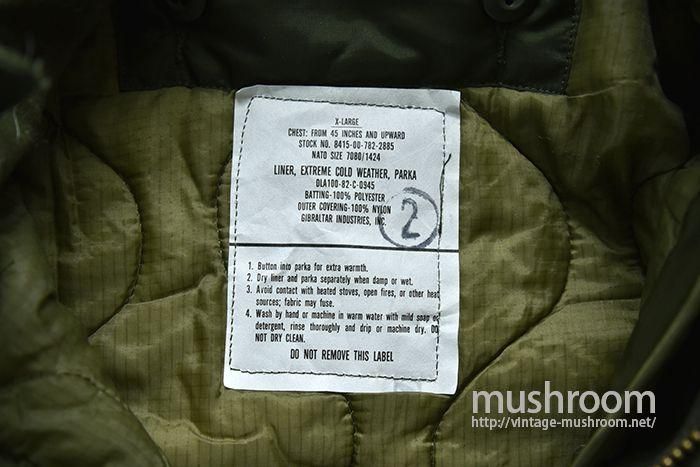 X-LARGE
CHEST: FROM 45 INCHES AND UPWARD
STOCK NO. 8415-00-782-2885
NATO SIZE 7080/1424
LINER, EXTREME COLD WEATHER, PARKA
DLA100-82-C-0945
BATTING-100% POLYESTER
OUTER COVERING-100% NYLON
GIBRALTAR INDUSTRIES, INC.
2
1. Button into parka for extra warmth.
2. Dry liner and parka separately when damp or wet.
3. Avoid contact with heated stoves, open fires, or other heat
sources; fabric may fuse.
4. Wash by hand or machine in warm water with mild soap or
detergent, rinse thoroughly and drip or machine dry. DO
NOT DRY CLEAN.
DO NOT REMOVE THIS LABEL
mushroom
http://vintage-mushroom.net/